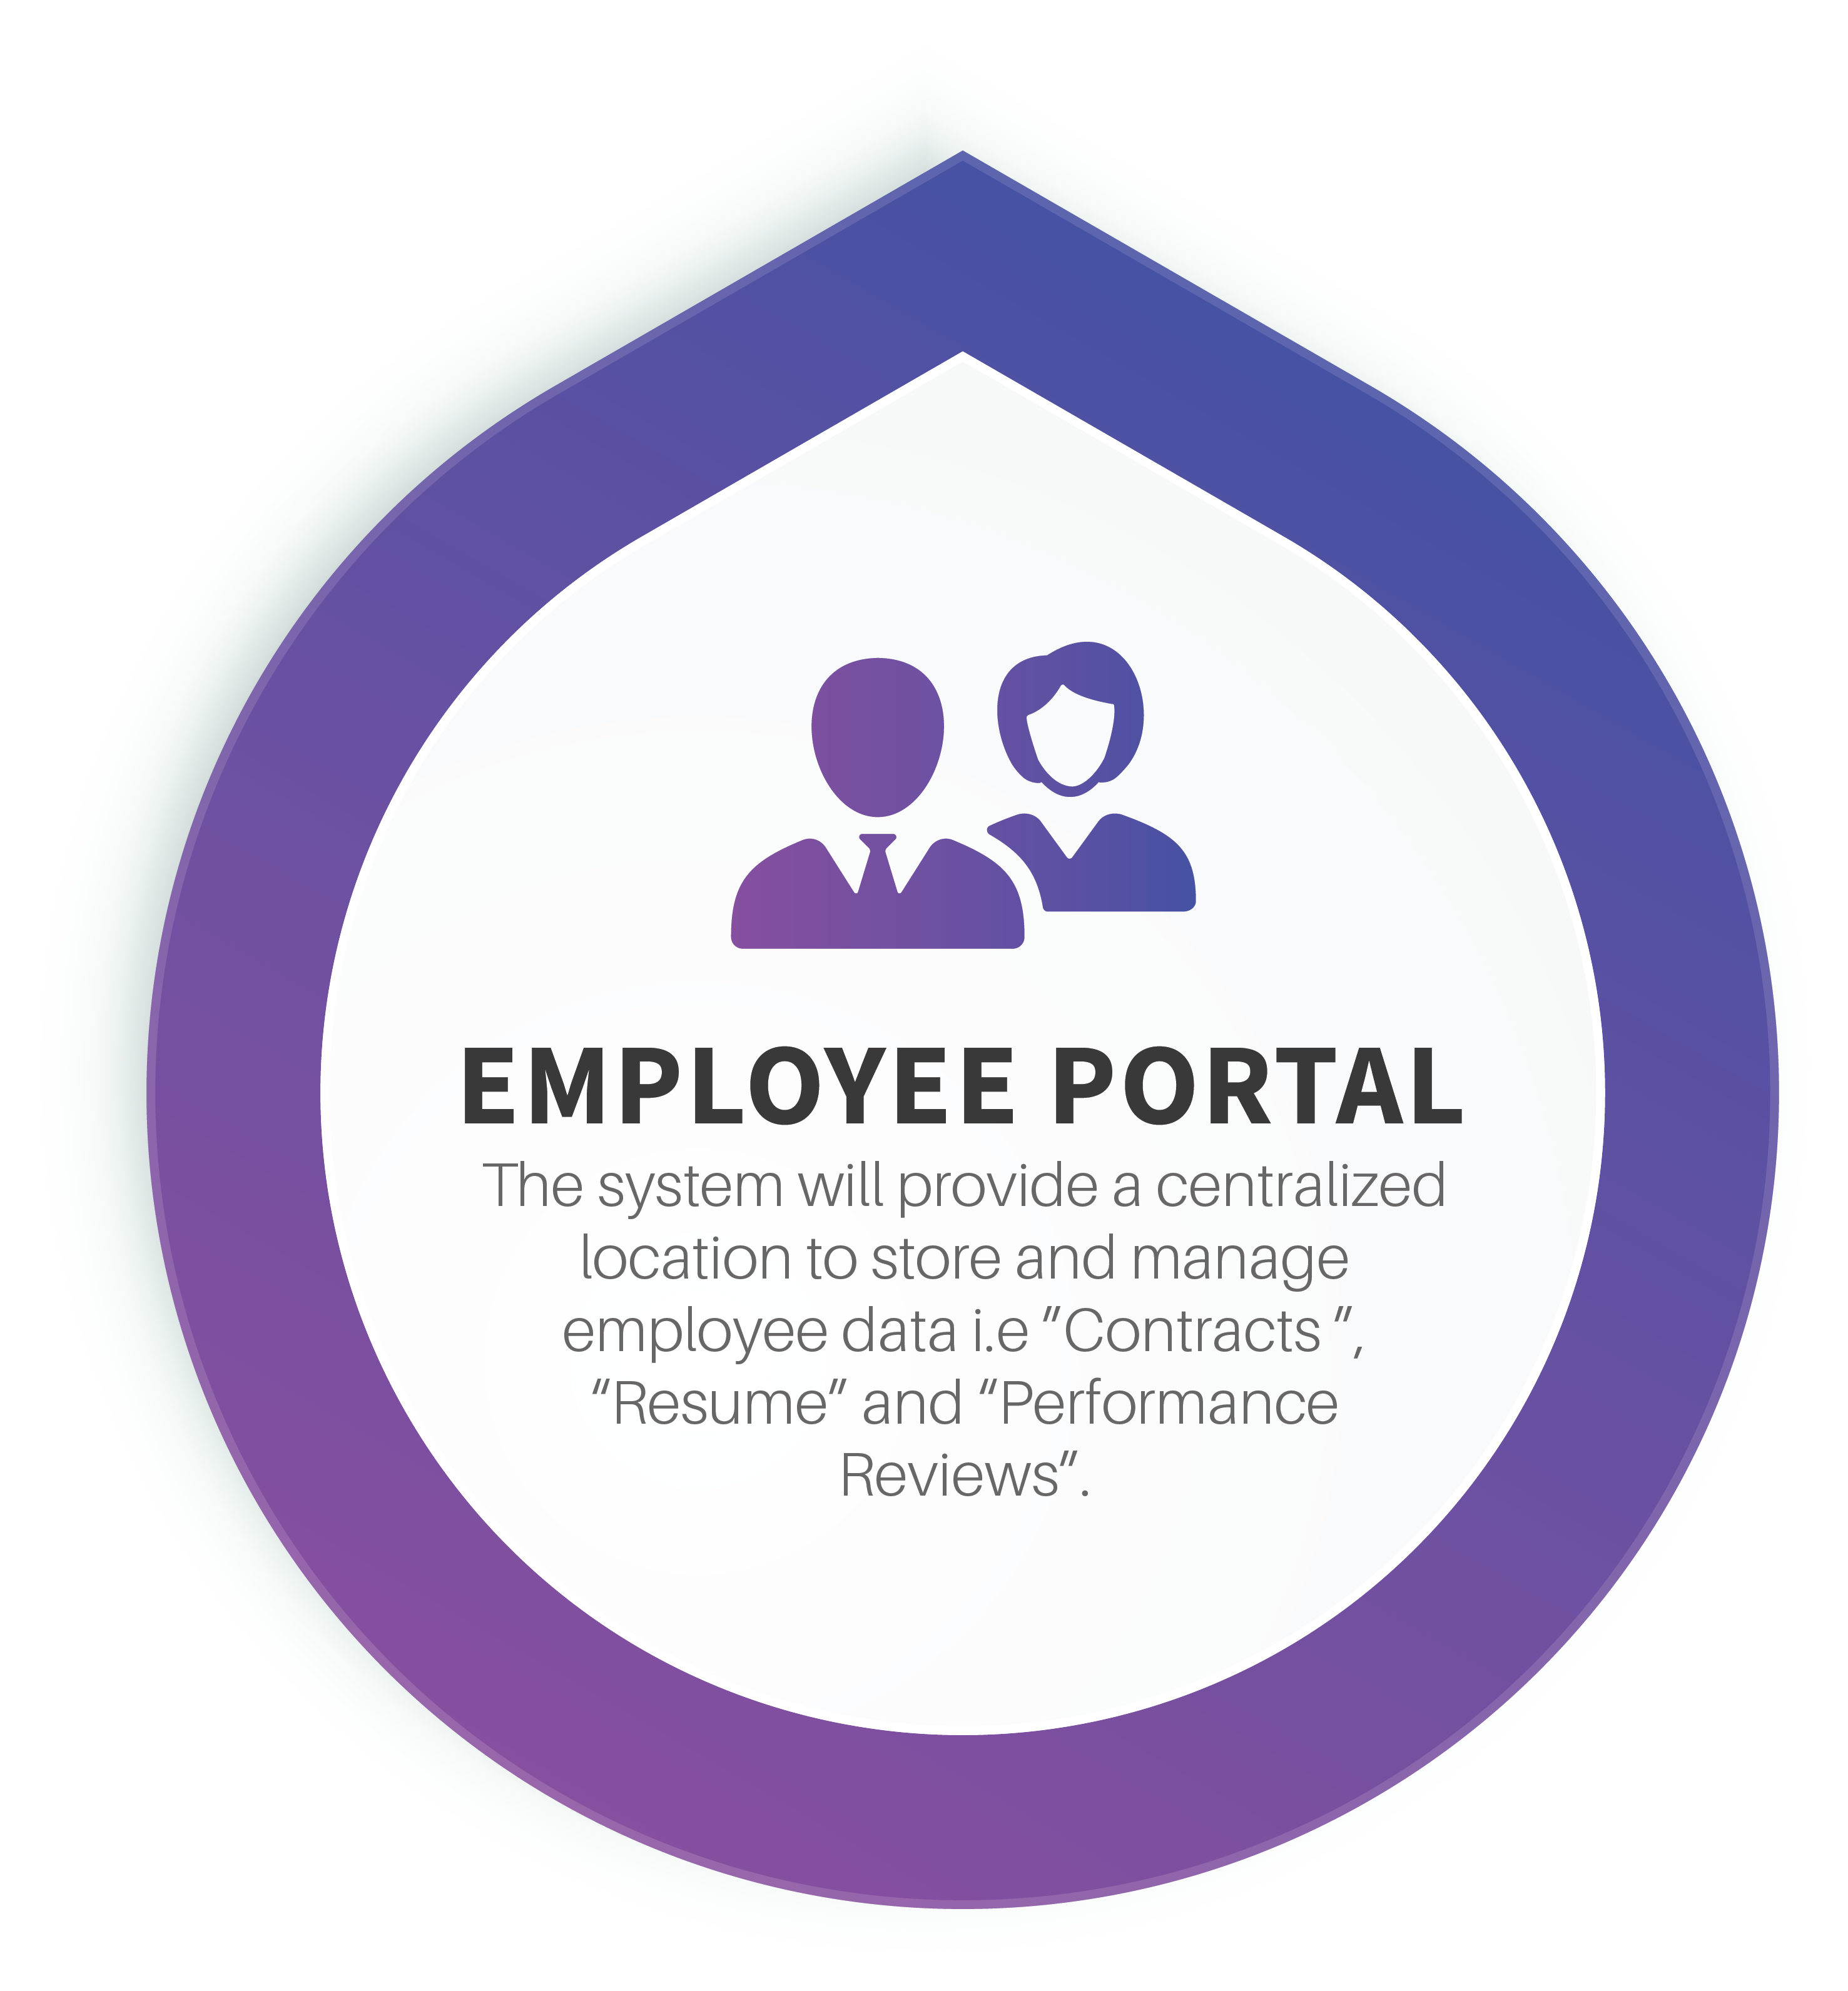 EMPLOYEE PORTAL
The system will provide a centralized
location to store and manage
employee data i.e “Contracts “,
“Resume” and “Performance
Reviews”.